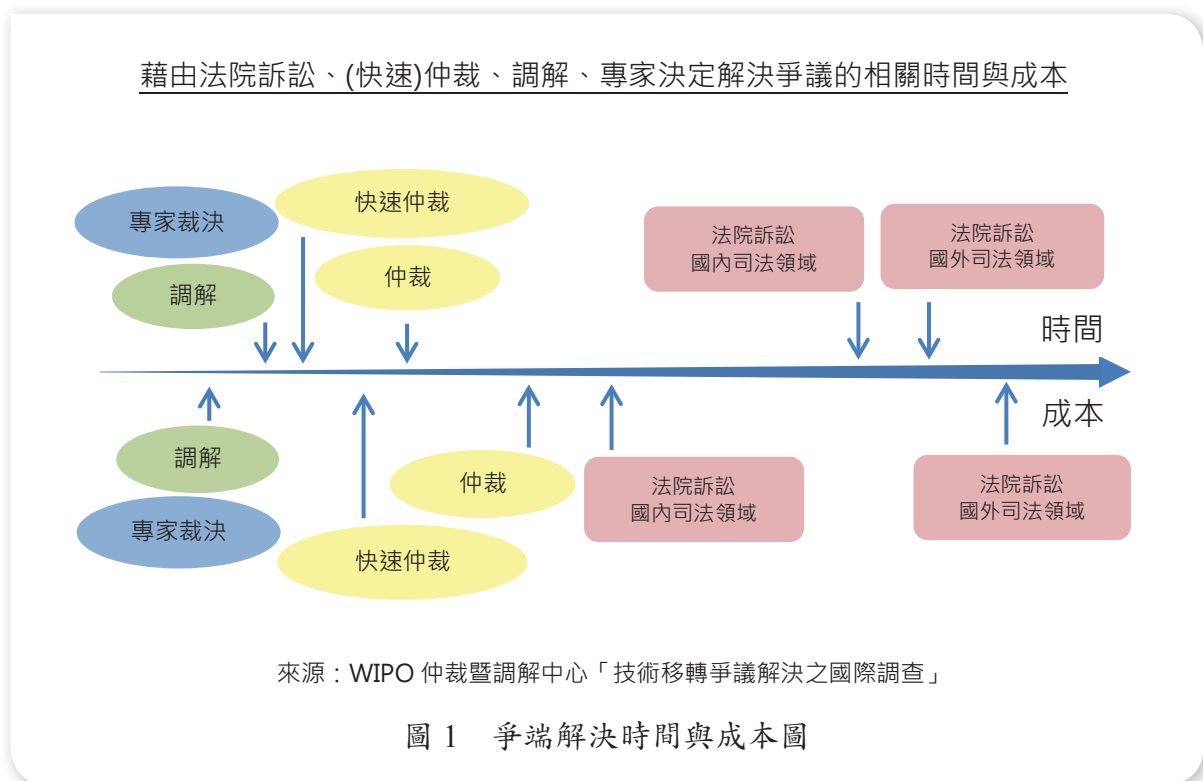 藉由法院訴訟、(快速)仲裁、調解、專家決定解決爭議的相關時間與成本
專家裁決
快速仲裁
調解
仲裁
法院訴訟
國內司法領域
法院訴訟
國外司法領域
時間
成本
調解
專家裁決
仲裁
快速仲裁
法院訴訟
國內司法領域
法院訴訟
國外司法領域
來源：WIPO 仲裁暨調解中心「技術移轉爭議解決之國際調查」
圖 1　爭端解決時間與成本圖